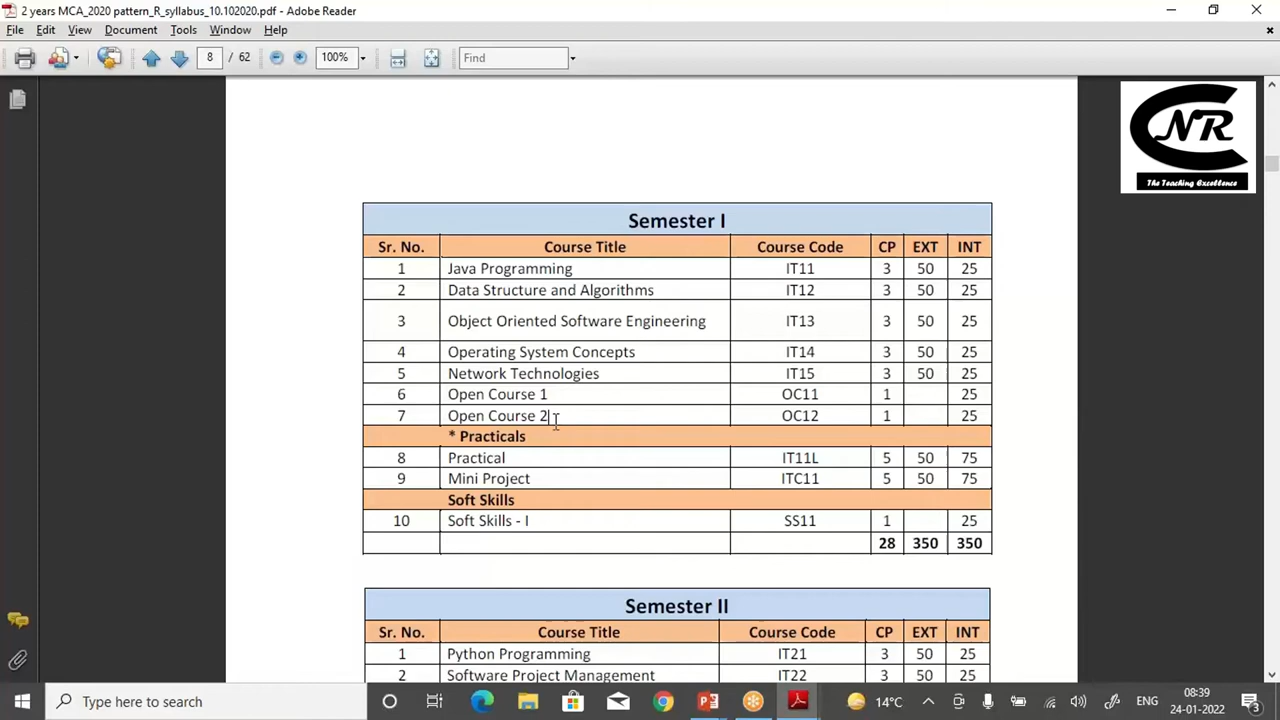 2 years MCA_2020 pattern_R_syllabus_10.102020.pdf - Adobe Reader
File Edit View Document Tools Window Help
8 / 62 100% Find
NR
The Teaching Excellence
Semester I
Sr. No. Course Title Course Code CP EXT INT
1 Java Programming IT11 3 50 25
2 Data Structure and Algorithms IT12 3 50 25
3 Object Oriented Software Engineering IT13 3 50 25
4 Operating System Concepts IT14 3 50 25
5 Network Technologies IT15 3 50 25
6 Open Course 1 OC11 1 25
7 Open Course 2 OC12 1 25
* Practicals
8 Practical IT11L 5 50 75
9 Mini Project ITC11 5 50 75
Soft Skills
10 Soft Skills - I SS11 1 25
28 350 350
Semester II
Sr. No. Course Title Course Code CP EXT INT
1 Python Programming IT21 3 50 25
2 Software Project Management IT22 3 50 25
Type here to search 14°C ENG 08:39
24-01-2022